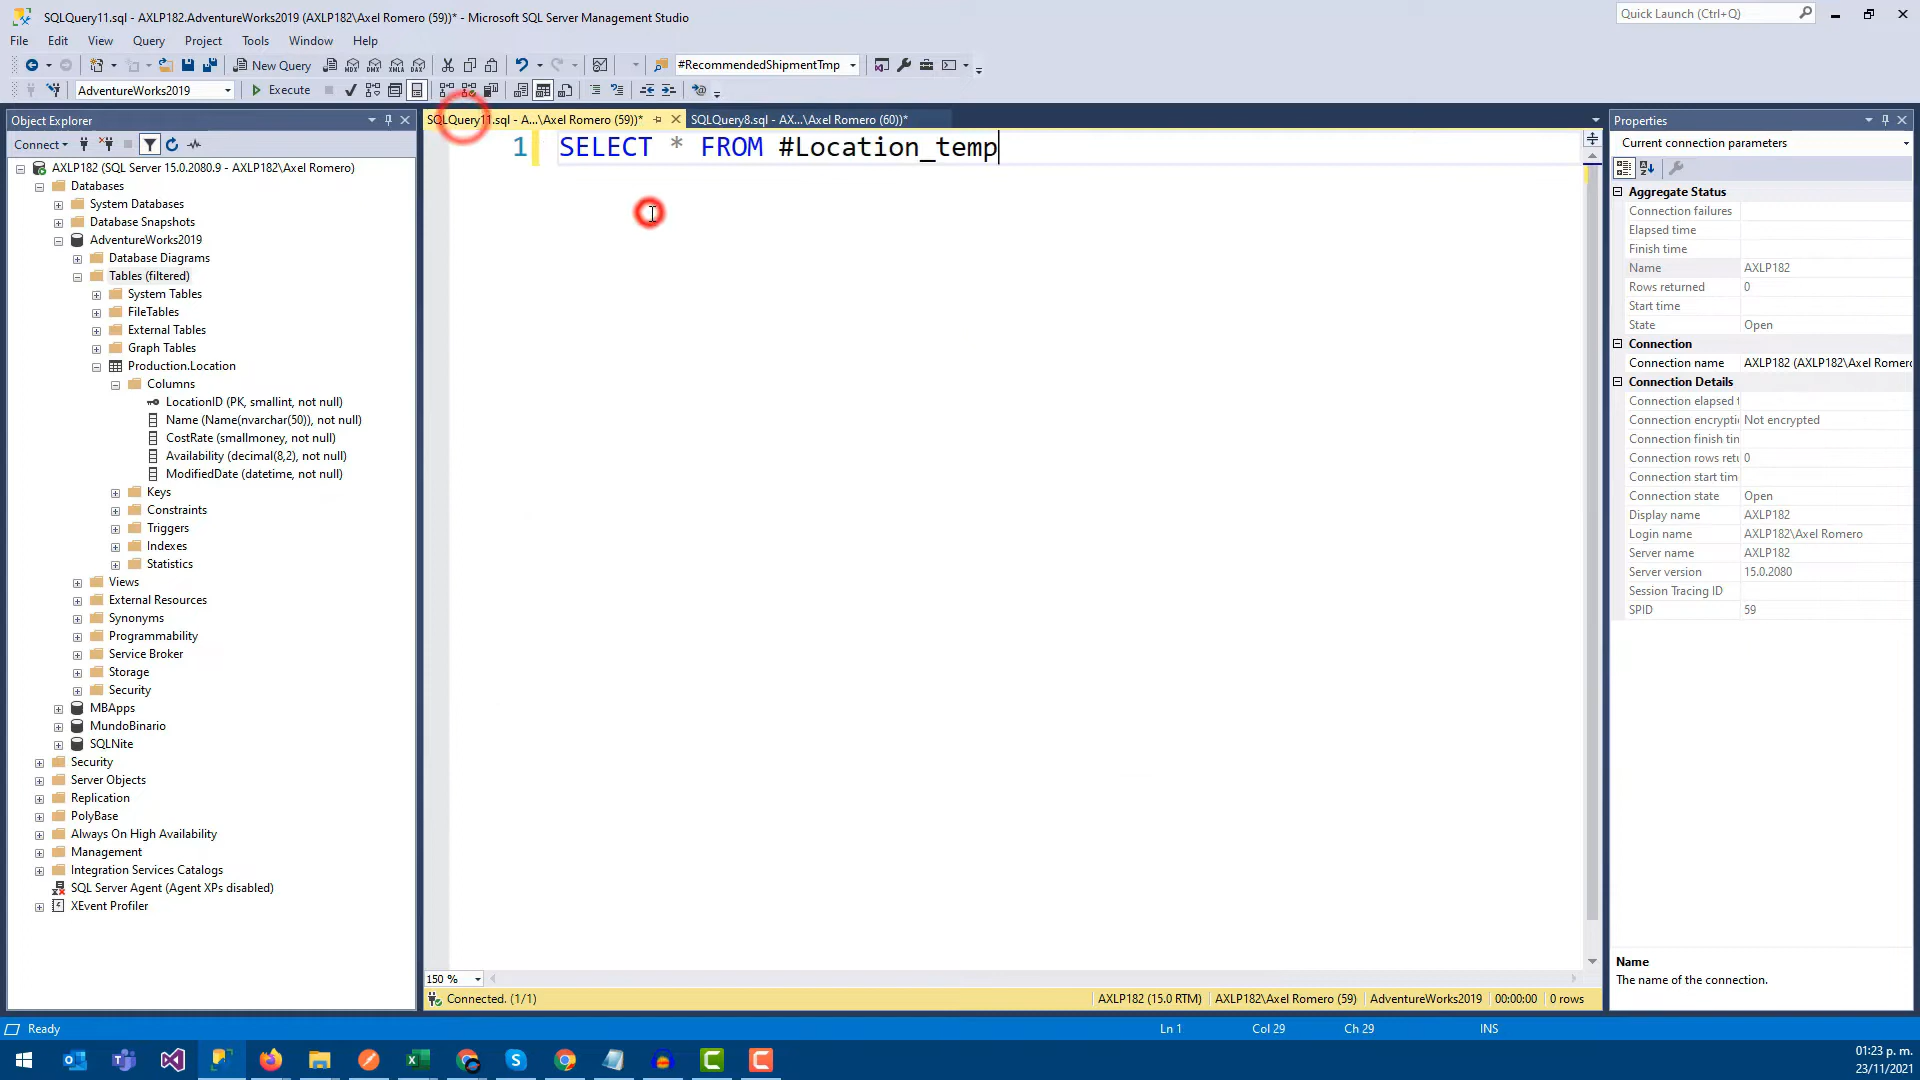 SQLQuery11.sql - AXLP182.AdventureWorks2019 (AXLP182\Axel Romero (59))* - Microsoft SQL Server Management Studio
Quick Launch (Ctrl+Q)
File Edit View Query Project Tools Window Help
New Query
#RecommendedShipmentTmp
AdventureWorks2019
Execute
Object Explorer
SQLQuery11.sql - A...\Axel Romero (59))*
SQLQuery8.sql - AX...\Axel Romero (60))*
Properties
Connect
Current connection parameters
1 SELECT * FROM #Location_temp
AXLP182 (SQL Server 15.0.2080.9 - AXLP182\Axel Romero)
Databases
System Databases
Database Snapshots
AdventureWorks2019
Database Diagrams
Tables (filtered)
System Tables
FileTables
External Tables
Graph Tables
Production.Location
Columns
LocationID (PK, smallint, not null)
Name (Name(nvarchar(50)), not null)
CostRate (smallmoney, not null)
Availability (decimal(8,2), not null)
ModifiedDate (datetime, not null)
Keys
Constraints
Triggers
Indexes
Statistics
Views
External Resources
Synonyms
Programmability
Service Broker
Storage
Security
MBApps
MundoBinario
SQLNite
Security
Server Objects
Replication
PolyBase
Always On High Availability
Management
Integration Services Catalogs
SQL Server Agent (Agent XPs disabled)
XEvent Profiler
Aggregate Status
Connection failures
Elapsed time
Finish time
Name AXLP182
Rows returned 0
Start time
State Open
Connection
Connection name AXLP182 (AXLP182\Axel Romero
Connection Details
Connection elapsed t
Connection encrypti Not encrypted
Connection finish tin
Connection rows retu 0
Connection start tim
Connection state Open
Display name AXLP182
Login name AXLP182\Axel Romero
Server name AXLP182
Server version 15.0.2080
Session Tracing ID
SPID 59
Name
The name of the connection.
150 %
Connected. (1/1)
AXLP182 (15.0 RTM) AXLP182\Axel Romero (59) AdventureWorks2019 00:00:00 0 rows
Ready
Ln 1 Col 29 Ch 29 INS
01:23 p. m.
23/11/2021